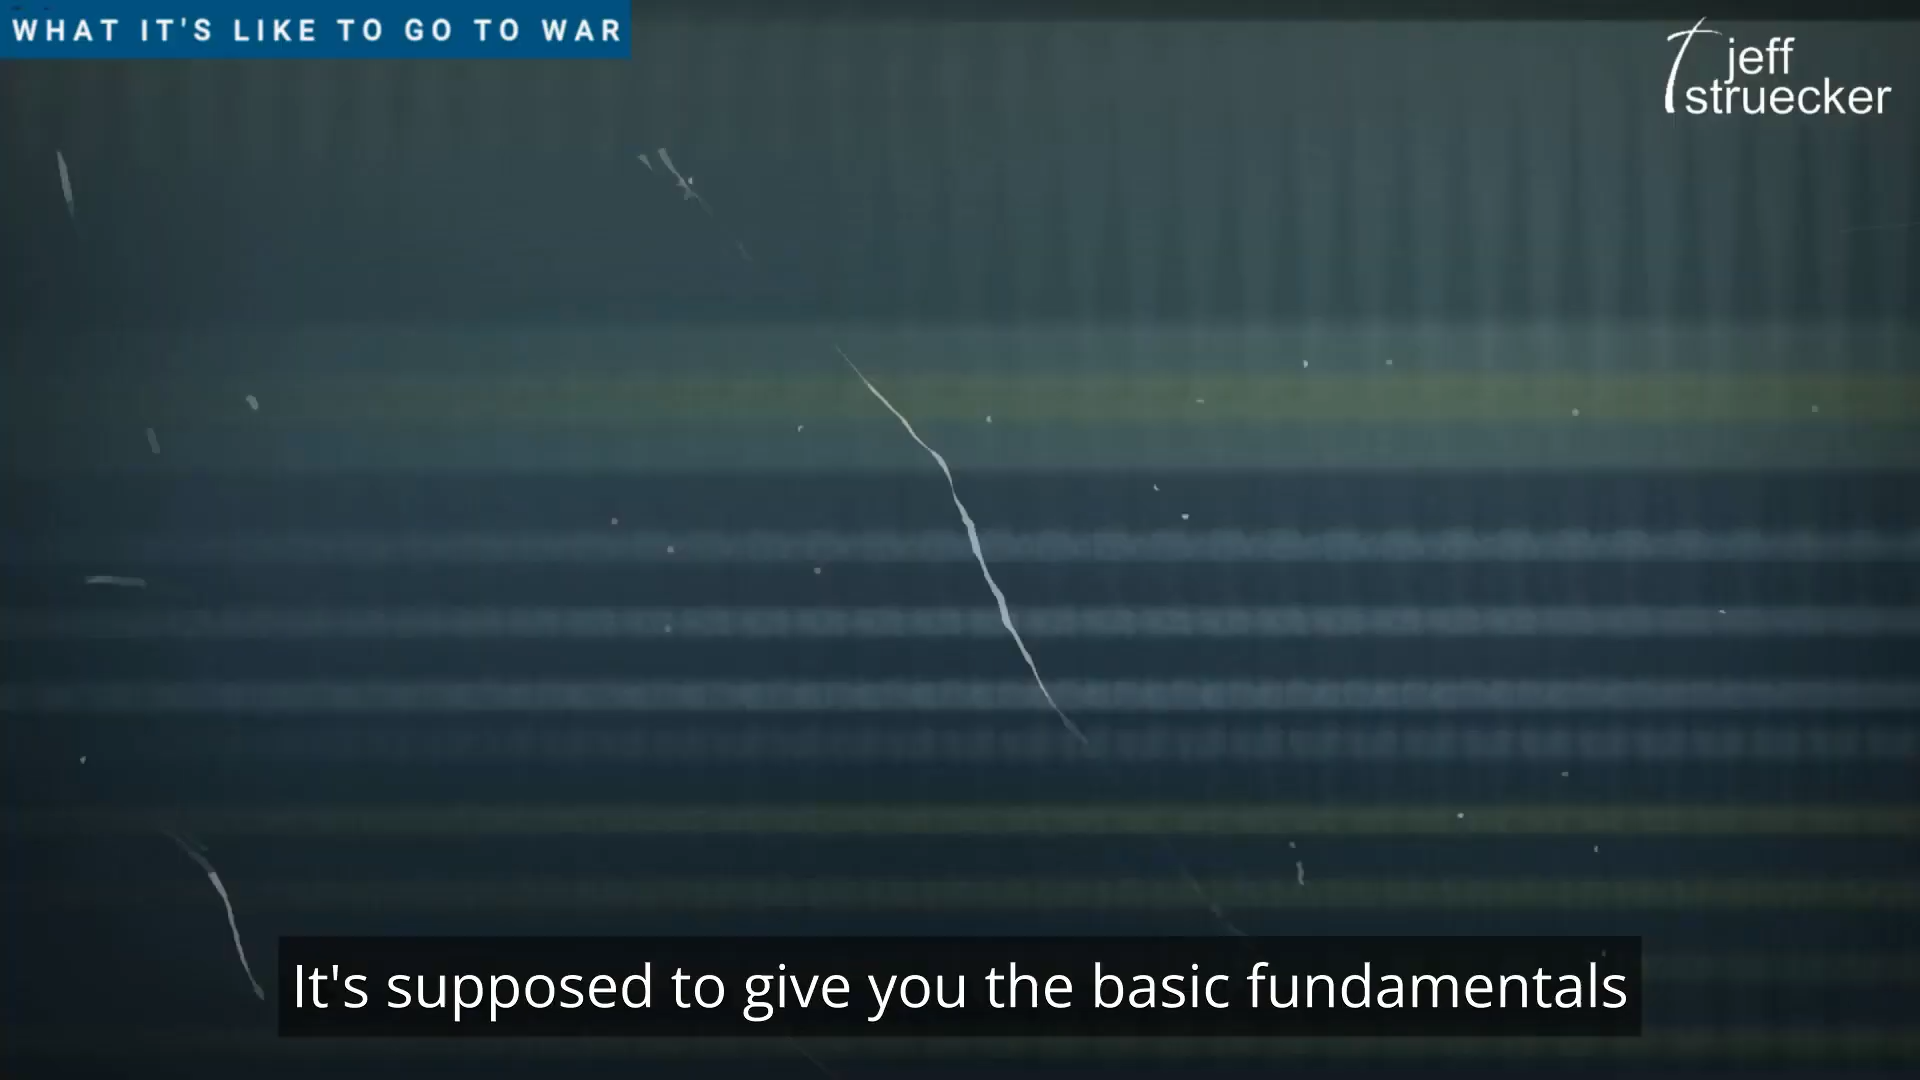 WHAT IT'S LIKE TO GO TO WAR
jeff
struecker
It's supposed to give you the basic fundamentals